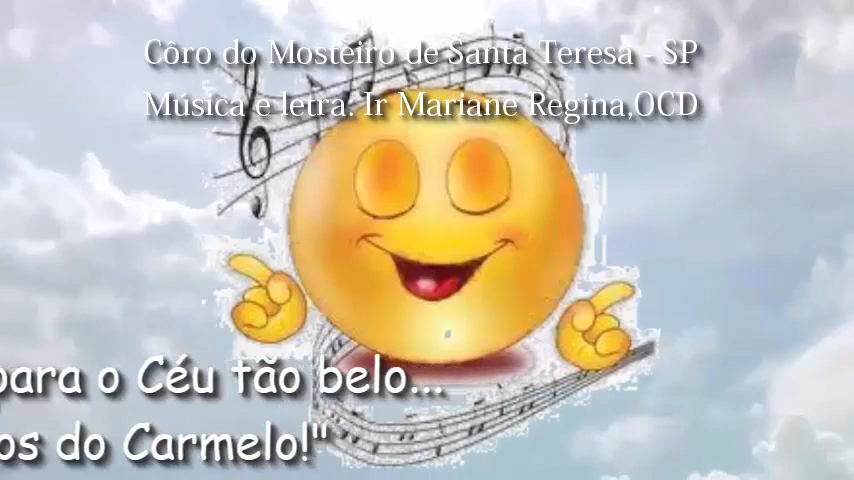 Côro do Mosteiro de Santa Teresa - SP
Música e letra: Ir Mariane Regina,OCD
para o Céu tão belo...
os do Carmelo!"